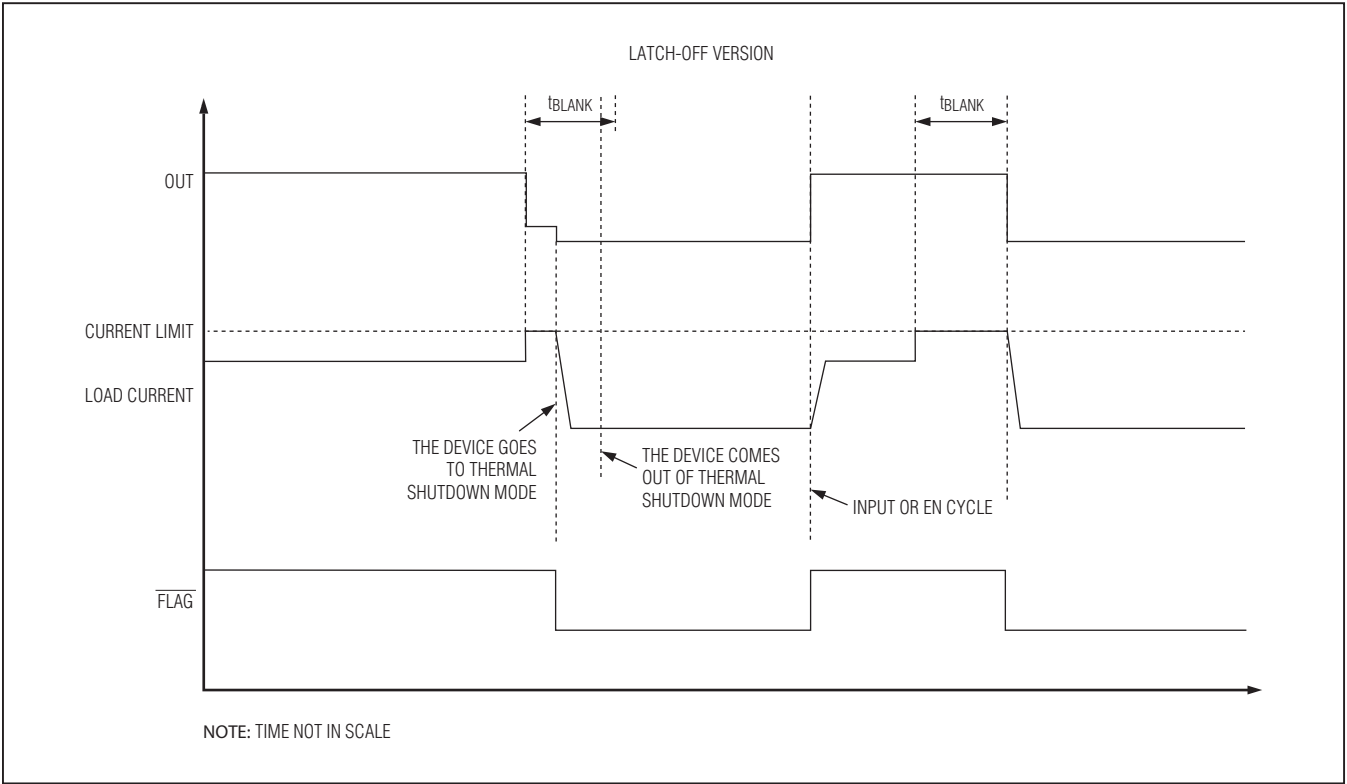 LATCH-OFF VERSION
tBLANK
tBLANK
OUT
CURRENT LIMIT
LOAD CURRENT
THE DEVICE GOES
TO THERMAL
SHUTDOWN MODE
THE DEVICE COMES
OUT OF THERMAL
SHUTDOWN MODE
INPUT OR EN CYCLE
FLAG
NOTE: TIME NOT IN SCALE